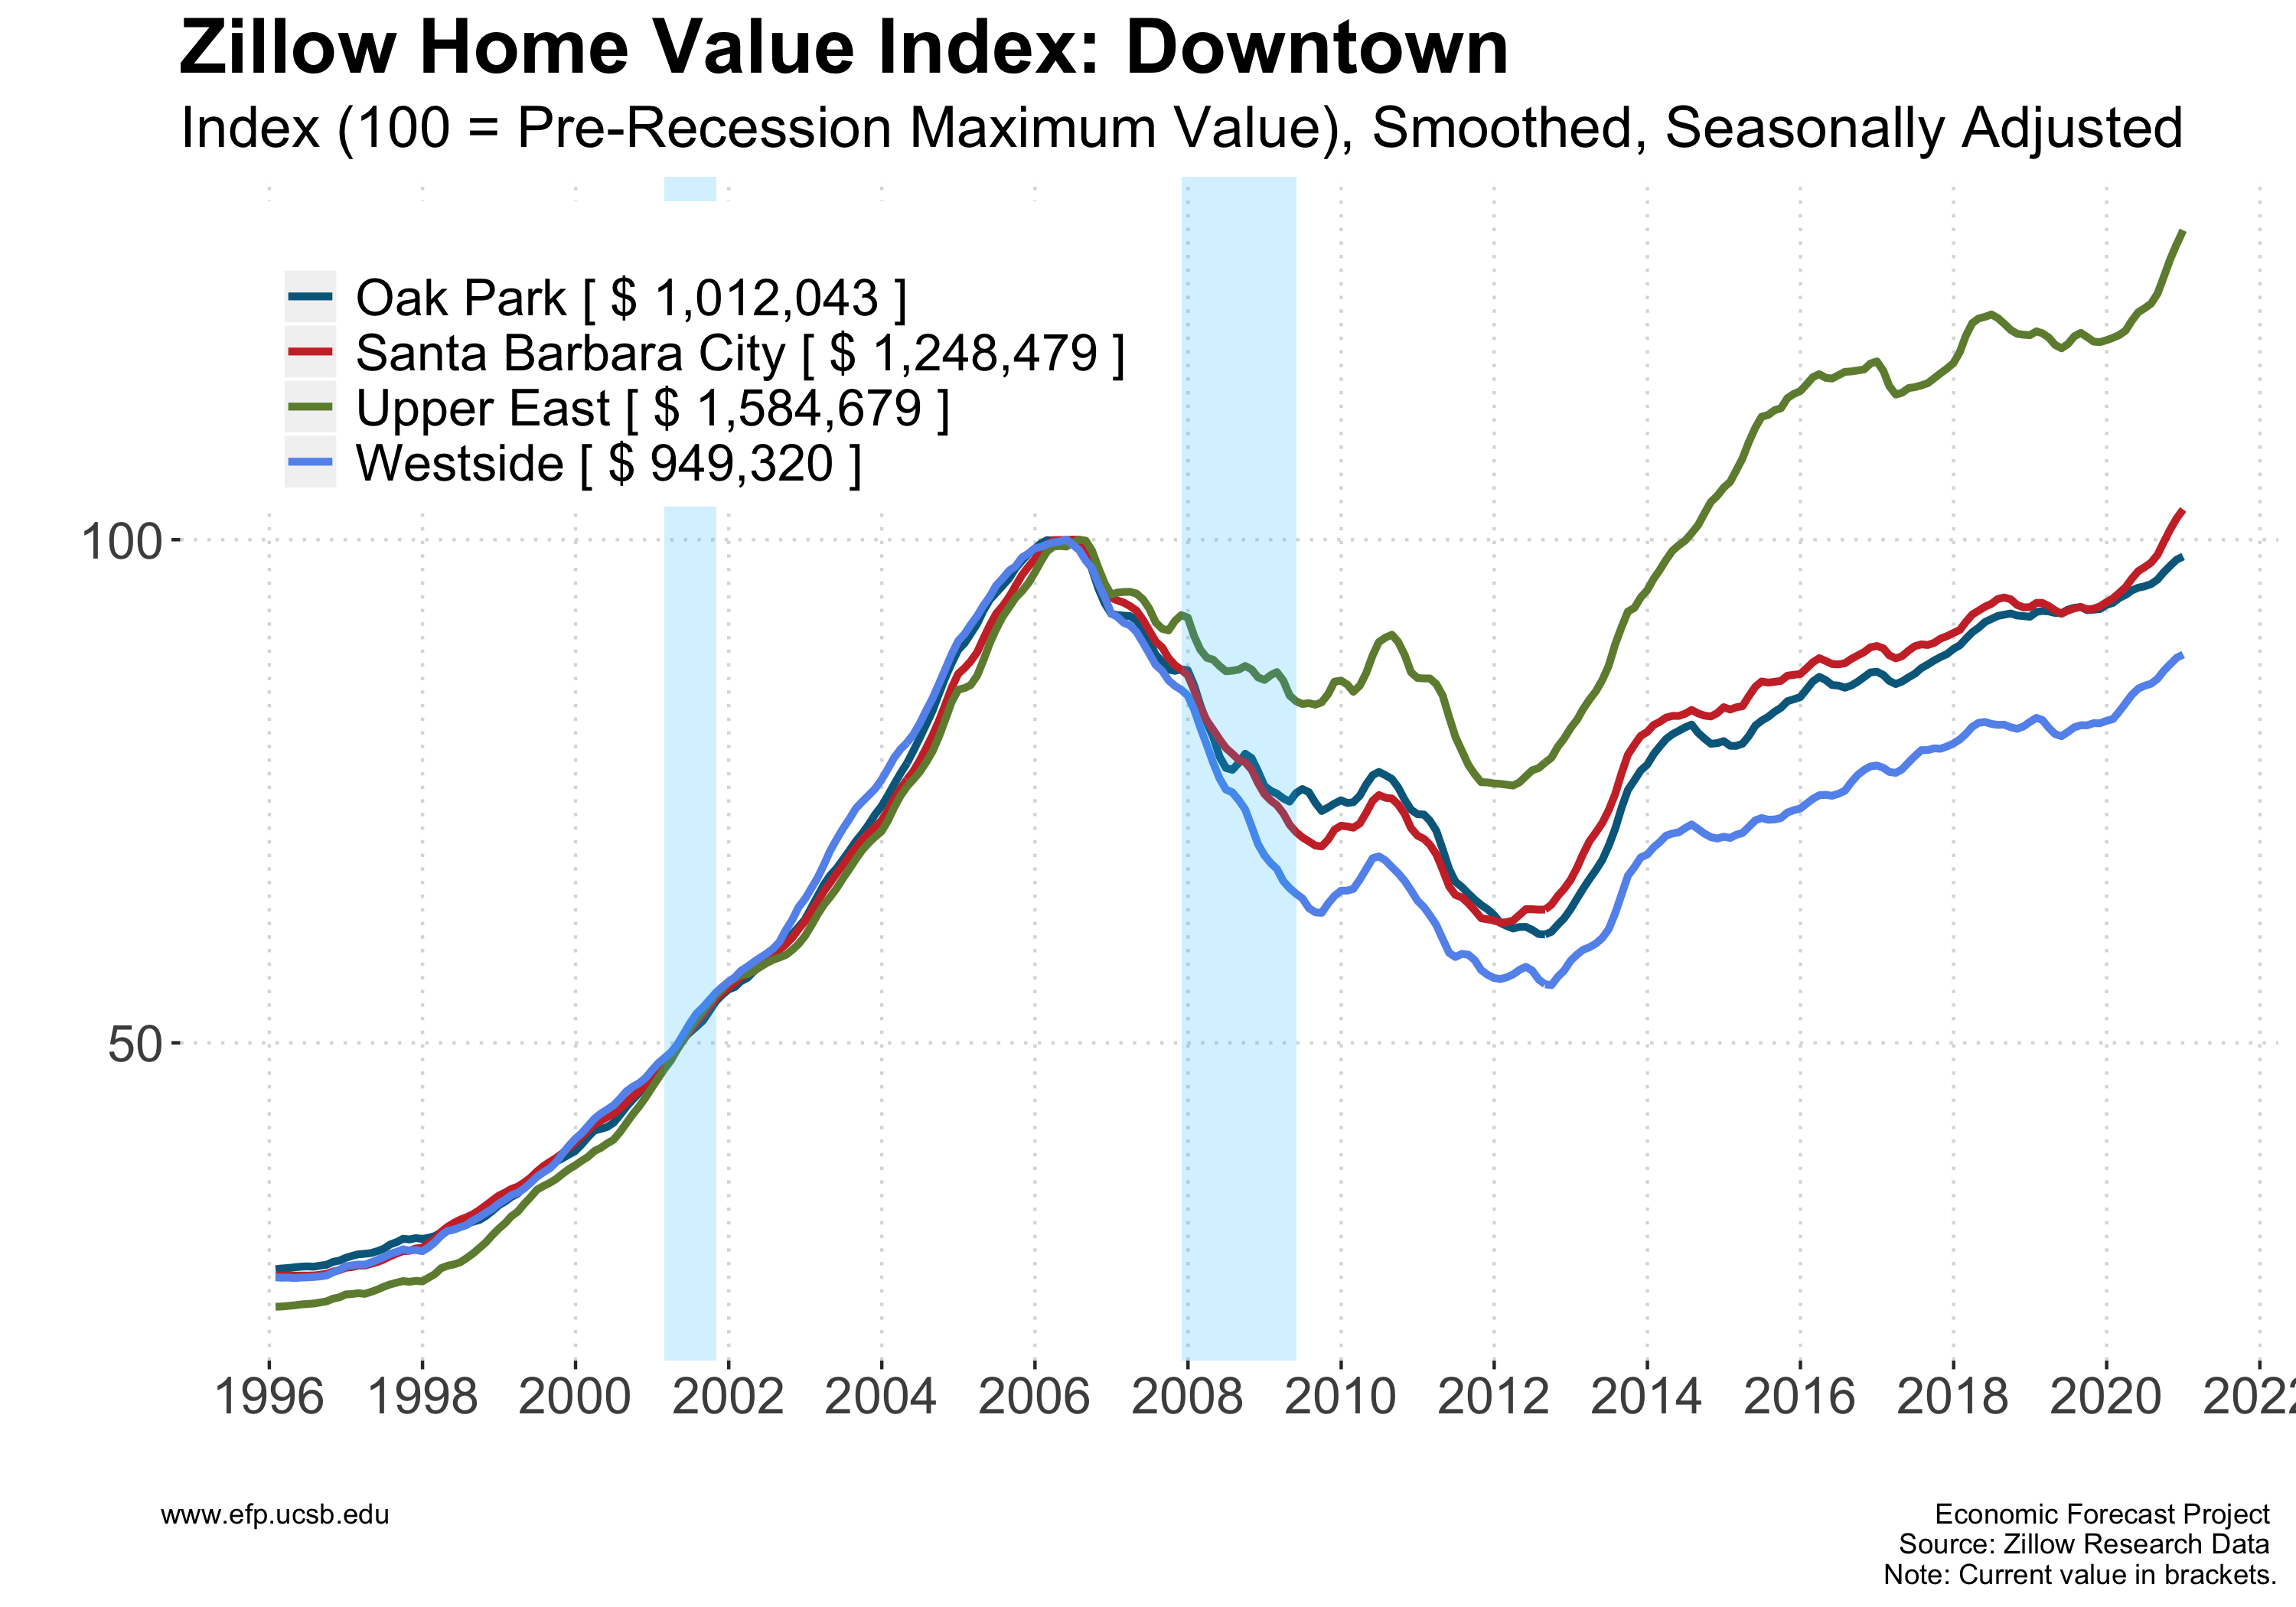 Zillow Home Value Index: Downtown
Index (100 = Pre-Recession Maximum Value), Smoothed, Seasonally Adjusted
Oak Park [ $ 1,012,043 ]
Santa Barbara City [ $ 1,248,479 ]
Upper East [ $ 1,584,679 ]
Westside [ $ 949,320 ]
100
50
1996 1998 2000 2002 2004 2006 2008 2010 2012 2014 2016 2018 2020 2022
www.efp.ucsb.edu
Economic Forecast Project
Source: Zillow Research Data
Note: Current value in brackets.